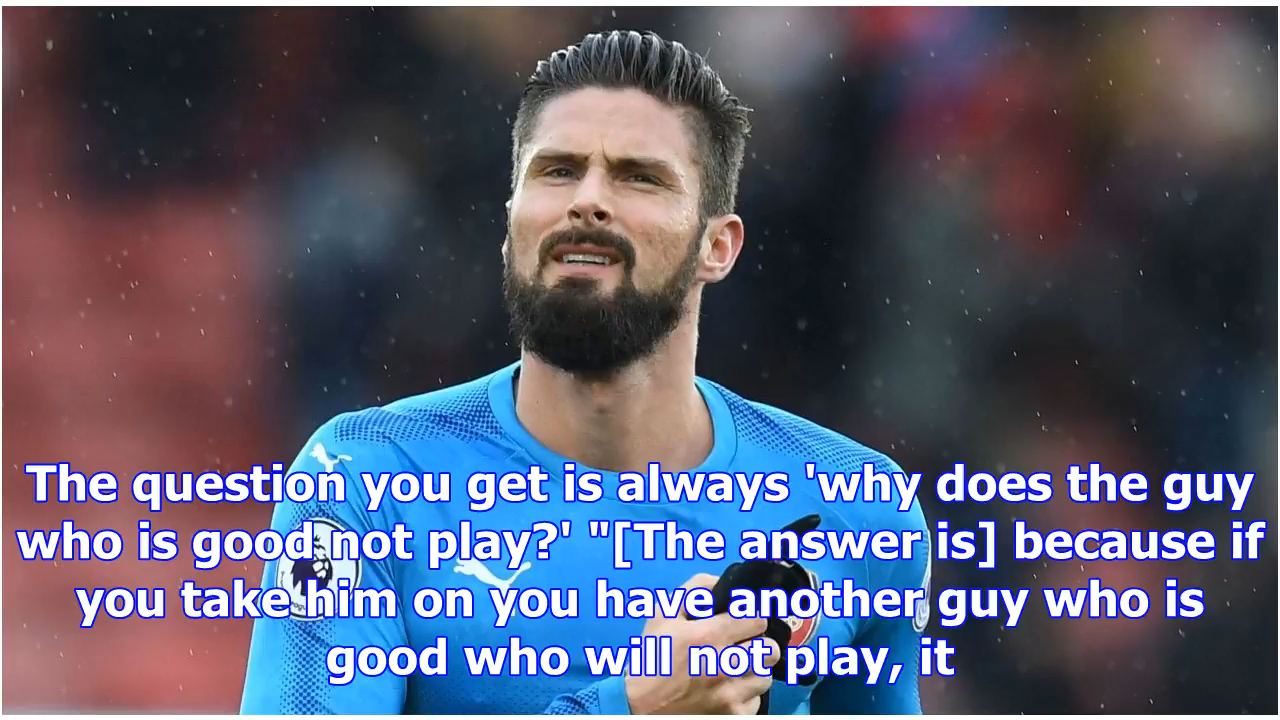 The question you get is always 'why does the guy
who is good not play?' "[The answer is] because if
you take him on you have another guy who is
good who will not play, it